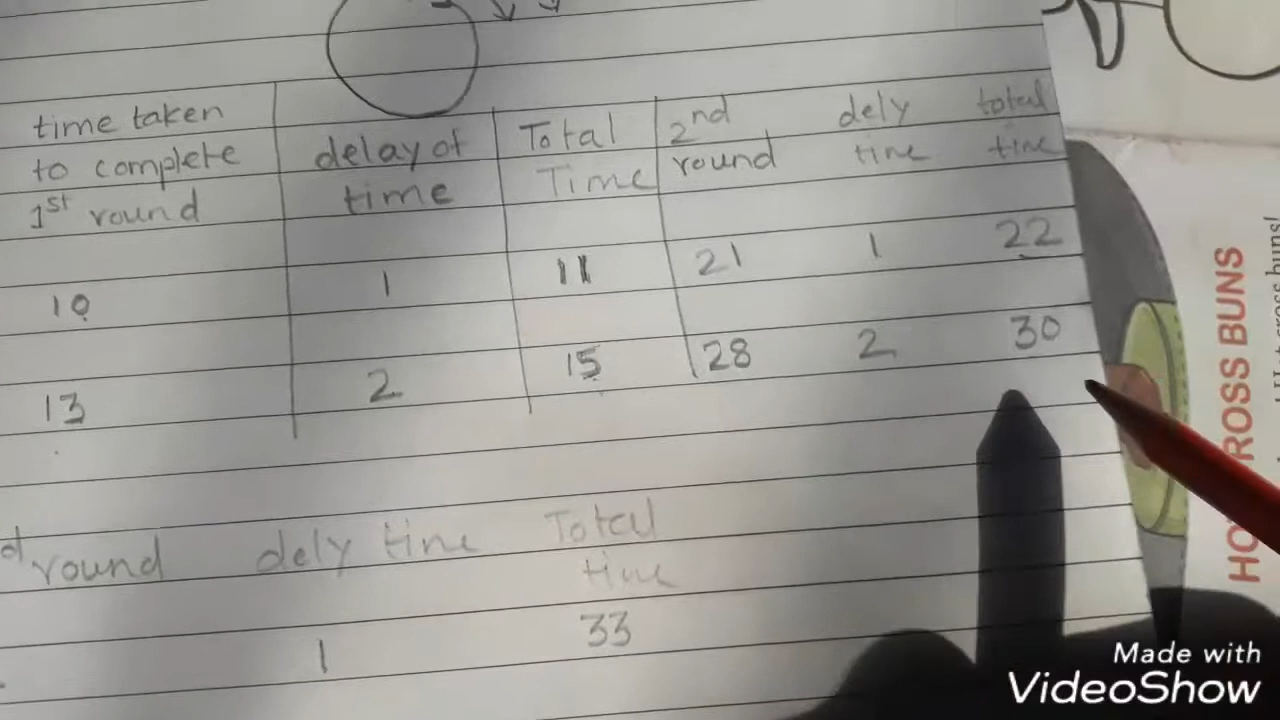 time taken
to complete
1st round
delay of
time
Total
Time
2nd
round
dely
tine
total
tine
10 1 11 21 1 22
13 2 15 28 2 30
d round dely tine Total
tine
1 33
HOT CROSS BUNS
Made with
VideoShow